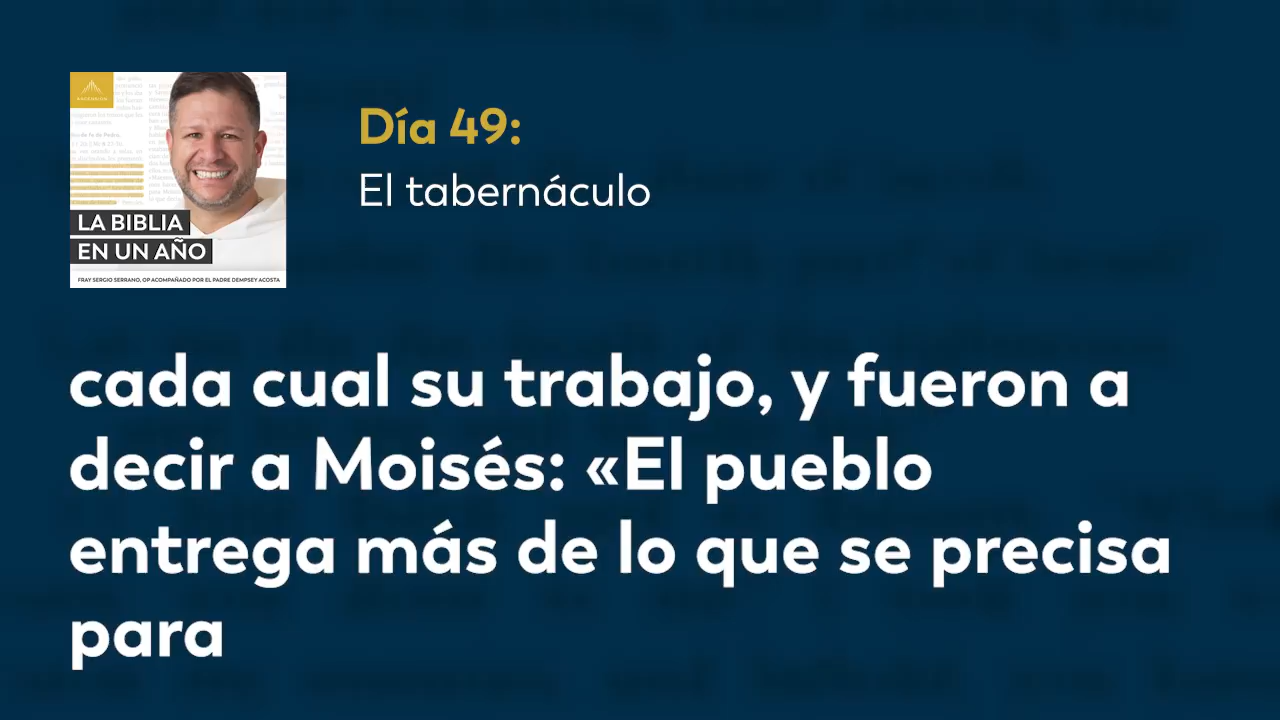 ASCENSION
LA BIBLIA
EN UN AÑO
FRAY SERGIO SERRANO, OP ACOMPAÑADO POR EL PADRE DEMPSEY ACOSTA
Día 49:
El tabernáculo
cada cual su trabajo, y fueron a
decir a Moisés: «El pueblo
entrega más de lo que se precisa
para